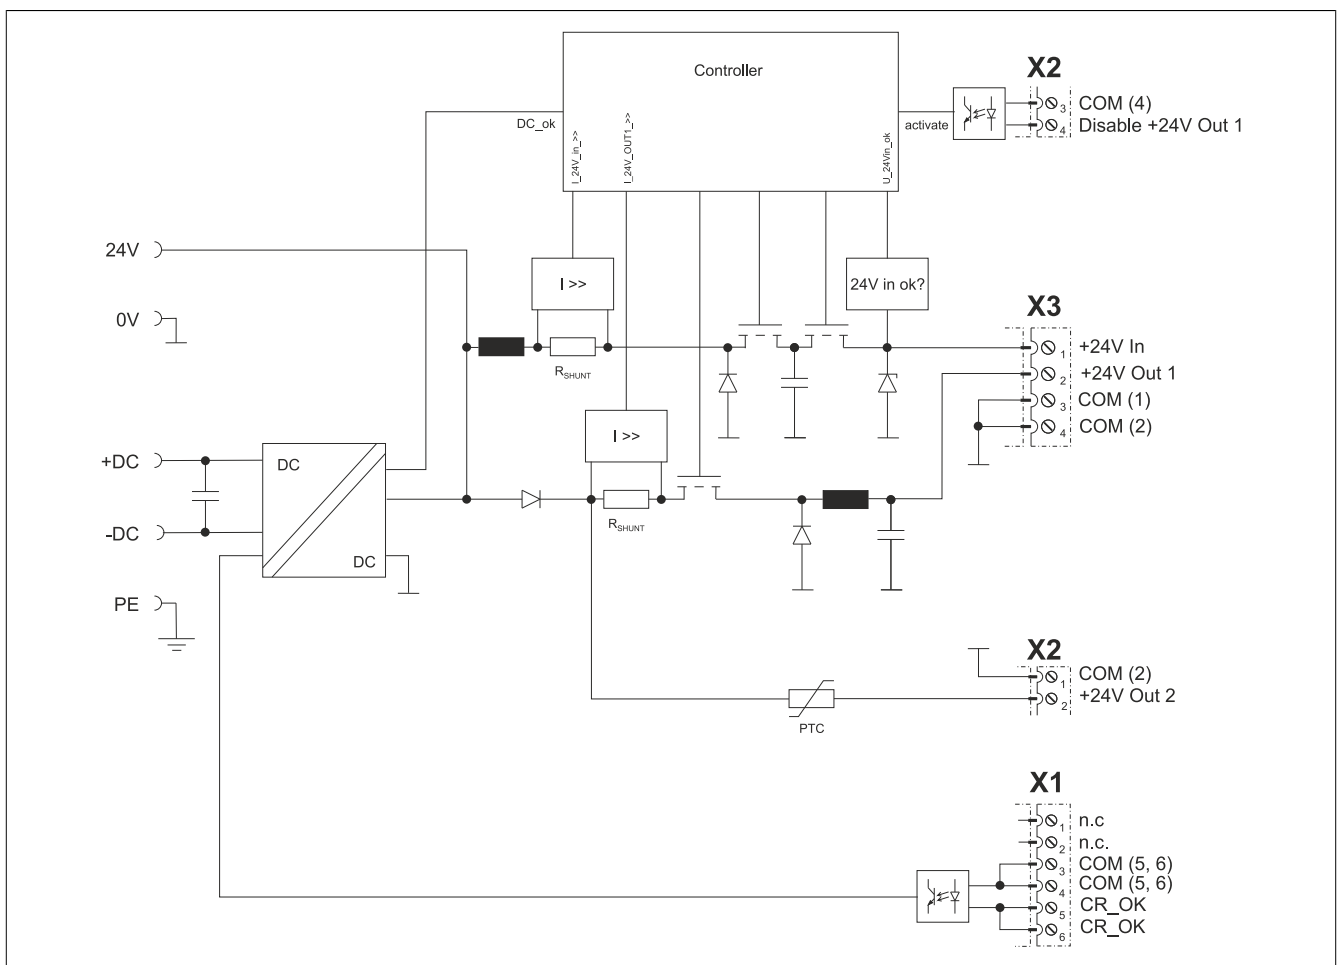 Controller
DC_ok
I_24V_in_>>
I_24V_OUT1_>>
U_24Vin_ok
activate
X2
3 COM (4)
4 Disable +24V Out 1
24V
0V
I >>
24V in ok?
RSHUNT
X3
1 +24V In
2 +24V Out 1
3 COM (1)
4 COM (2)
I >>
RSHUNT
+DC
-DC
DC
DC
PE
X2
1 COM (2)
2 +24V Out 2
PTC
X1
1 n.c
2 n.c.
3 COM (5, 6)
4 COM (5, 6)
5 CR_OK
6 CR_OK